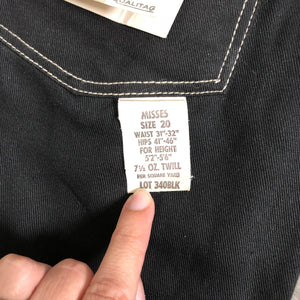 QUALITAG
MISSES
SIZE 20
WAIST 31"-32"
HIPS 41"-46"
FOR HEIGHT
5'2"-5'6"
7½ OZ. TWILL
PER SQUARE YARD
LOT 340BLK